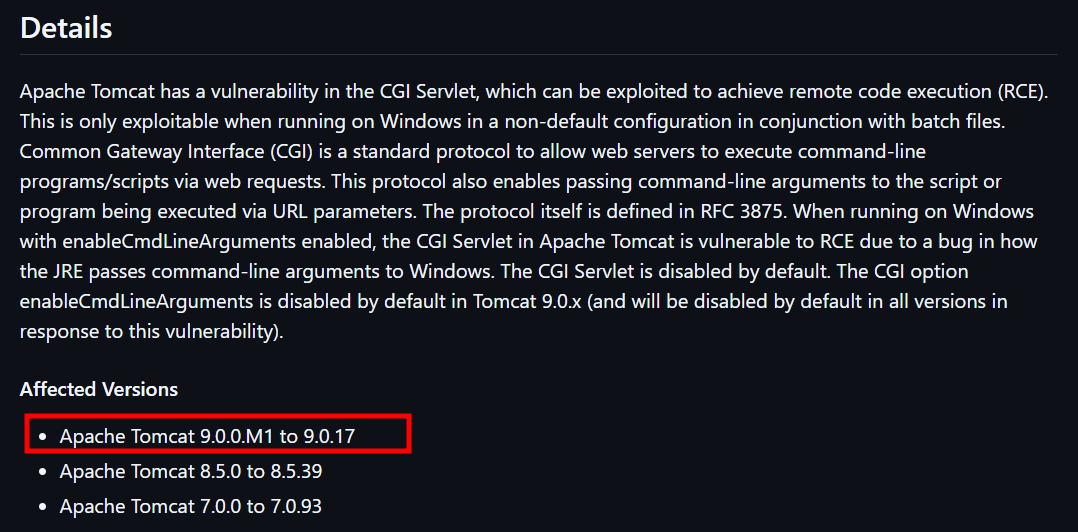 Details
Apache Tomcat has a vulnerability in the CGI Servlet, which can be exploited to achieve remote code execution (RCE).
This is only exploitable when running on Windows in a non-default configuration in conjunction with batch files.
Common Gateway Interface (CGI) is a standard protocol to allow web servers to execute command-line
programs/scripts via web requests. This protocol also enables passing command-line arguments to the script or
program being executed via URL parameters. The protocol itself is defined in RFC 3875. When running on Windows
with enableCmdLineArguments enabled, the CGI Servlet in Apache Tomcat is vulnerable to RCE due to a bug in how
the JRE passes command-line arguments to Windows. The CGI Servlet is disabled by default. The CGI option
enableCmdLineArguments is disabled by default in Tomcat 9.0.x (and will be disabled by default in all versions in
response to this vulnerability).
Affected Versions
• Apache Tomcat 9.0.0.M1 to 9.0.17
• Apache Tomcat 8.5.0 to 8.5.39
• Apache Tomcat 7.0.0 to 7.0.93